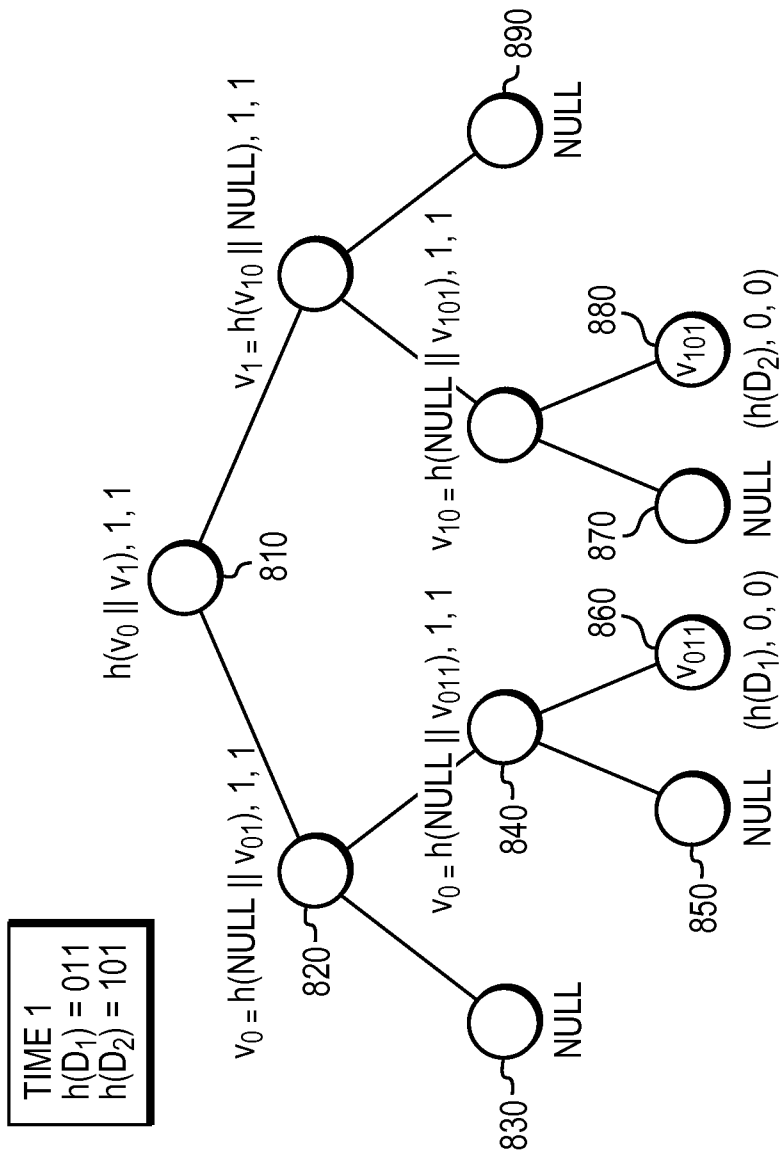 TIME 1
h(D₁) = 011
h(D₂) = 101
h(v₀ || v₁), 1, 1
810
v₀ = h(NULL || v₀₁), 1, 1
820
v₁ = h(v₁₀ || NULL), 1, 1
830
NULL
v₀ = h(NULL || v₀₁₁), 1, 1
840
v₁₀ = h(NULL || v₁₀₁), 1, 1
890
NULL
850
NULL
860
v₀₁₁
(h(D₁), 0, 0)
870
NULL
880
v₁₀₁
(h(D₂), 0, 0)